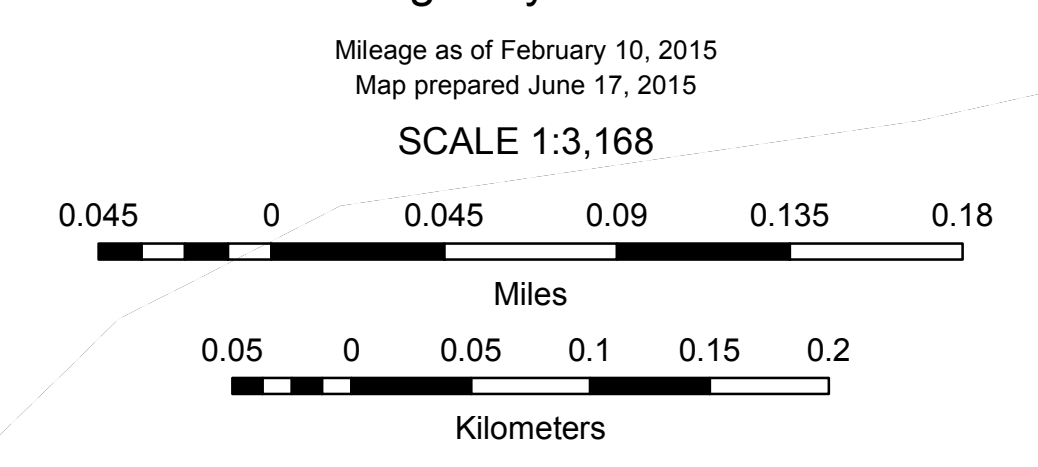 Mileage as of February 10, 2015
Map prepared June 17, 2015
SCALE 1:3,168
0.045 0 0.045 0.09 0.135 0.18
Miles
0.05 0 0.05 0.1 0.15 0.2
Kilometers